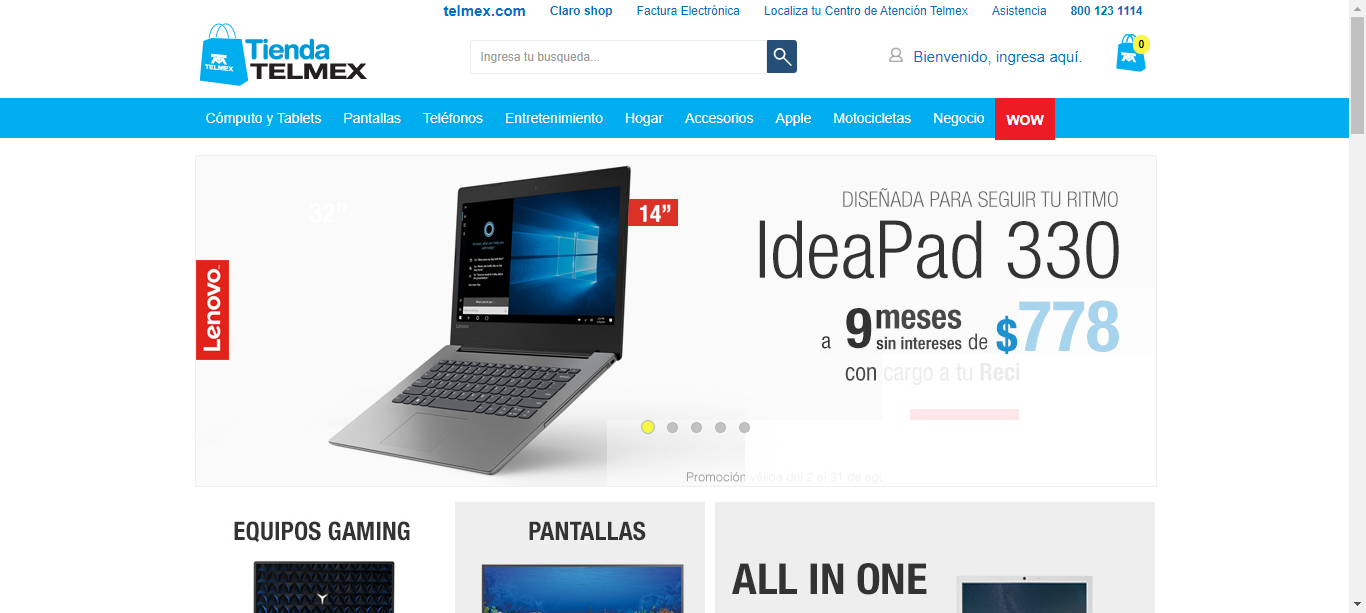 telmex.com Claro shop Factura Electrónica Localiza tu Centro de Atención Telmex Asistencia 800 123 1114
Tienda
TELMEX
TELMEX
Ingresa tu busqueda...
Bienvenido, ingresa aquí.
0
Cómputo y Tablets Pantallas Teléfonos Entretenimiento Hogar Accesorios Apple Motocicletas Negocio WOW
32”
14”
Lenovo
Lenovo
DISEÑADA PARA SEGUIR TU RITMO
IdeaPad 330
a 9 meses sin intereses de $778
con cargo a tu Reci
Promoción válida del 2 al 31 de ag
EQUIPOS GAMING
PANTALLAS
ALL IN ONE